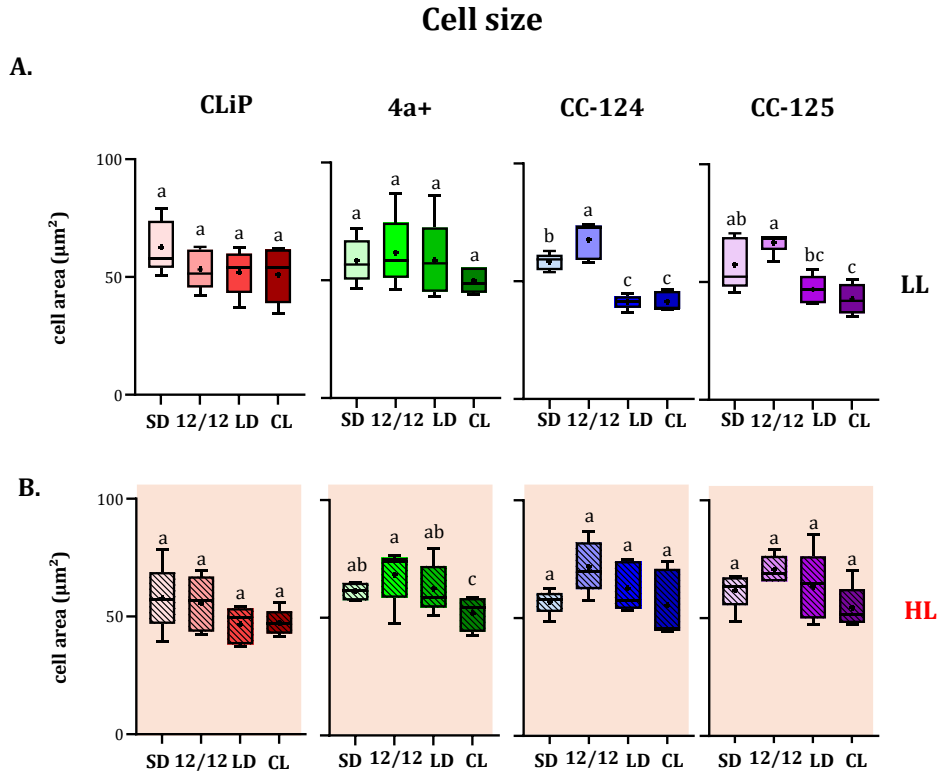 Cell size
A.
CLiP 4a+ CC-124 CC-125
100
50
0
cell area (µm²)
a a a a
a a a a
b a c c
ab a bc c
LL
SD 12/12 LD CL SD 12/12 LD CL SD 12/12 LD CL SD 12/12 LD CL
B.
100
50
0
cell area (µm²)
a a a a
ab a ab c
a a a a
a a a a
HL
SD 12/12 LD CL SD 12/12 LD CL SD 12/12 LD CL SD 12/12 LD CL